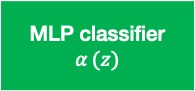 MLP classifier
α (z)